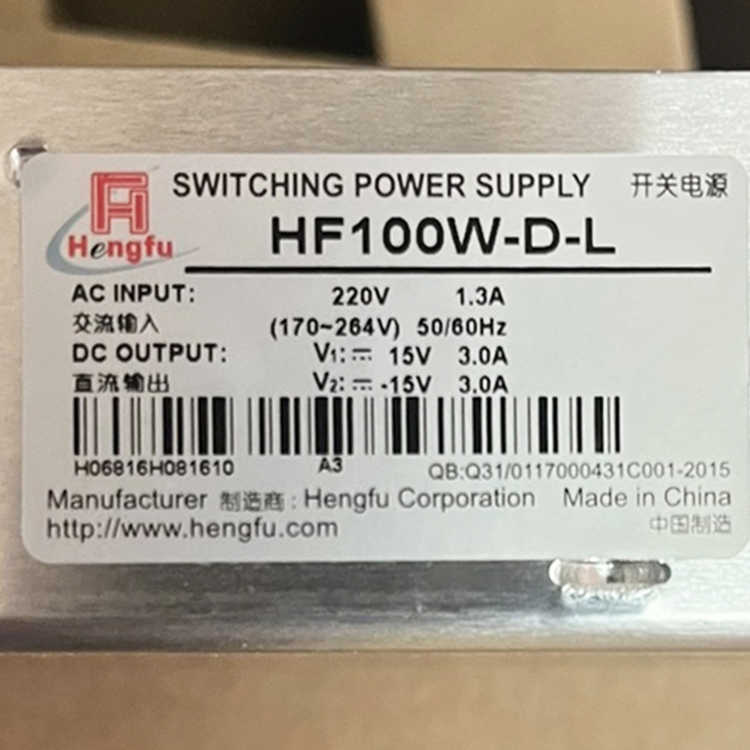 Hengfu
SWITCHING POWER SUPPLY 开关电源
HF100W-D-L
AC INPUT: 220V 1.3A
交流输入 (170~264V) 50/60Hz
DC OUTPUT: V1: 15V 3.0A
直流输出 V2: -15V 3.0A
H06816H081610 A3 QB:Q31/0117000431C001-2015
Manufacturer 制造商: Hengfu Corporation Made in China
http://www.hengfu.com 中国制造